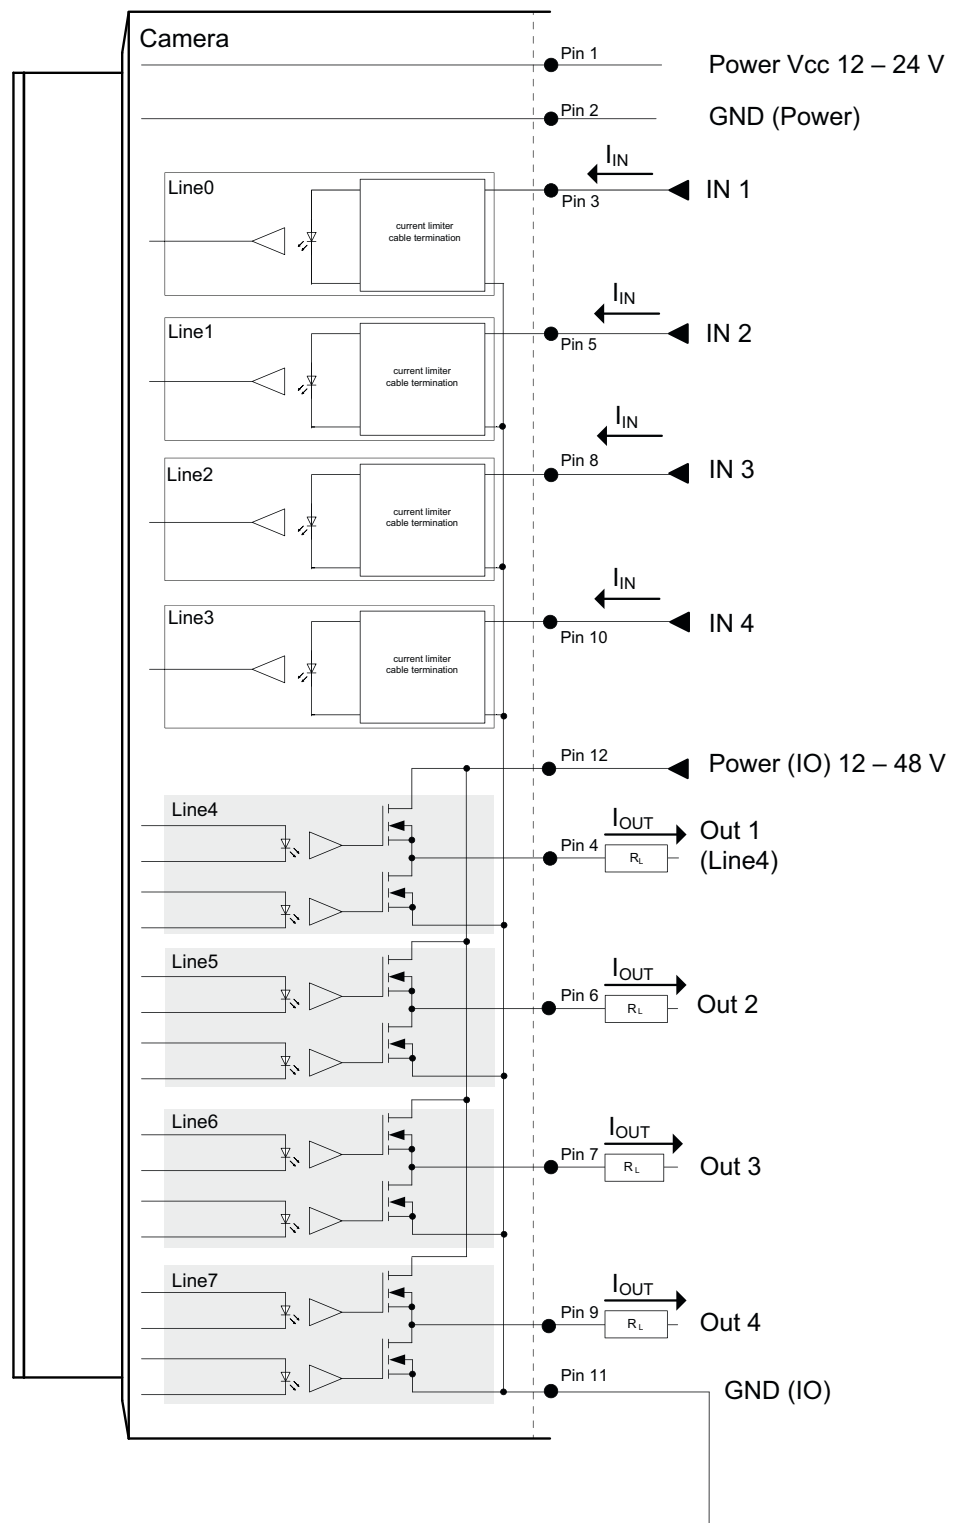 Camera
Pin 1
Power Vcc 12 – 24 V
Pin 2
GND (Power)
Line0
current limiter
cable termination
IIN
Pin 3
IN 1
Line1
current limiter
cable termination
IIN
Pin 5
IN 2
Line2
current limiter
cable termination
IIN
Pin 8
IN 3
Line3
current limiter
cable termination
IIN
Pin 10
IN 4
Pin 12
Power (IO) 12 – 48 V
Line4
Pin 4
IOUT
RL
Out 1
(Line4)
Line5
Pin 6
IOUT
RL
Out 2
Line6
Pin 7
IOUT
RL
Out 3
Line7
Pin 9
IOUT
RL
Out 4
Pin 11
GND (IO)